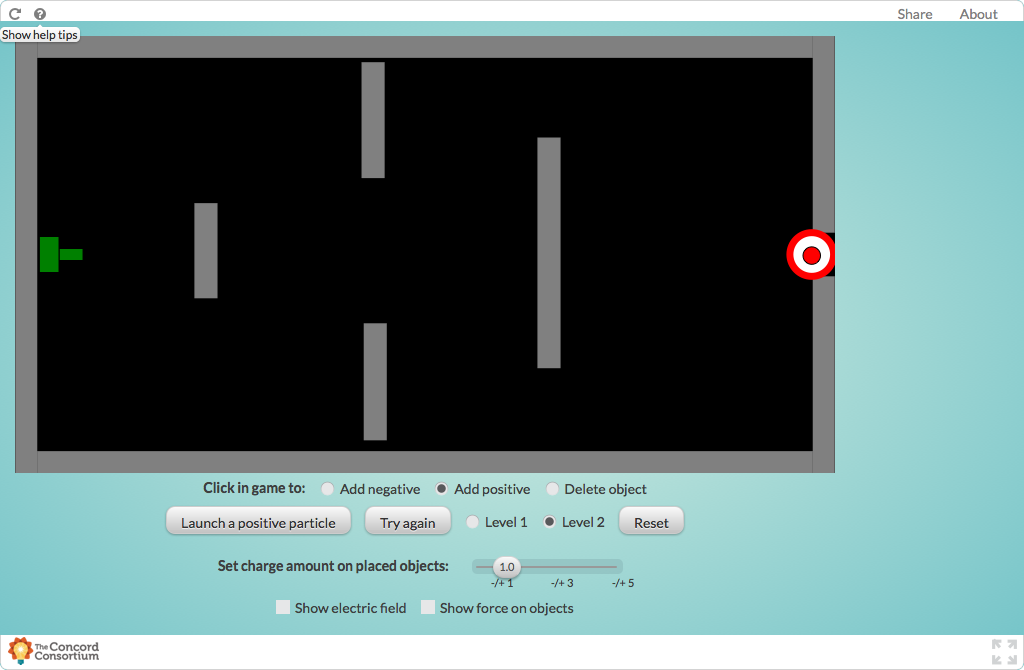 Share About
Show help tips
Click in game to: Add negative Add positive Delete object
Launch a positive particle Try again Level 1 Level 2 Reset
Set charge amount on placed objects: 1.0
-/+ 1 -/+ 3 -/+ 5
Show electric field Show force on objects
The Concord
Consortium